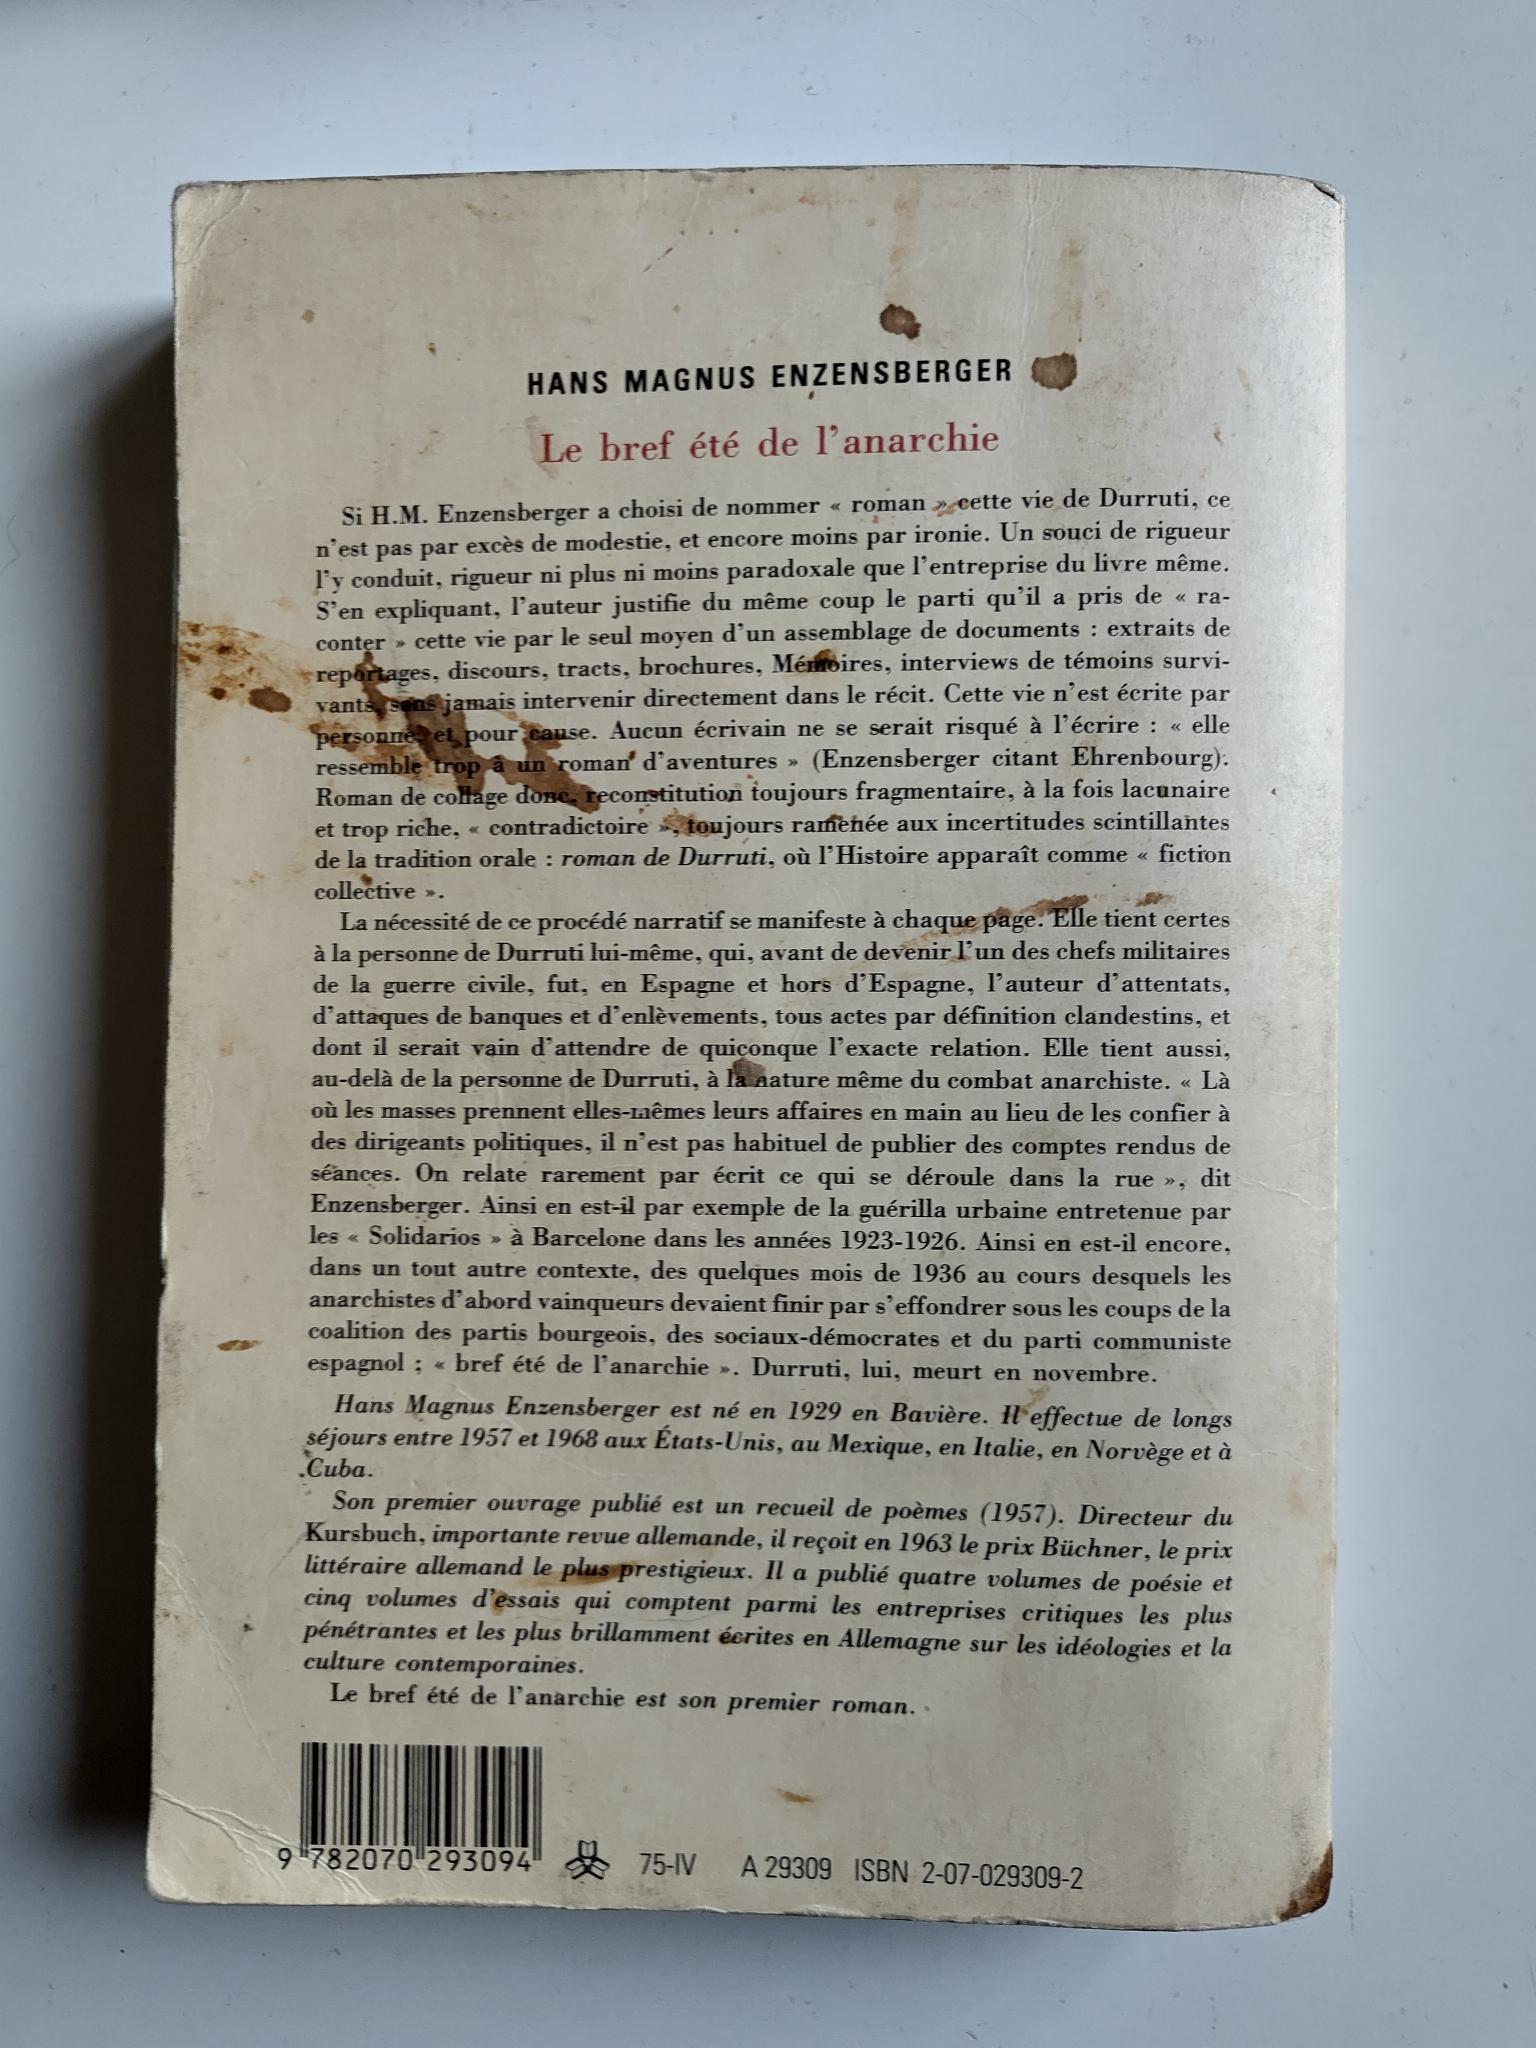 HANS MAGNUS ENZENSBERGER
Le bref été de l'anarchie
Si H.M. Enzensberger a choisi de nommer « roman » cette vie de Durruti, ce
n'est pas par excès de modestie, et encore moins par ironie. Un souci de rigueur
l'y conduit, rigueur ni plus ni moins paradoxale que l'entreprise du livre même.
S'en expliquant, l'auteur justifie du même coup le parti qu'il a pris de « ra-
conter » cette vie par le seul moyen d'un assemblage de documents : extraits de
reportages, discours, tracts, brochures, Mémoires, interviews de témoins survi-
vants, sans jamais intervenir directement dans le récit. Cette vie n'est écrite par
personne, et pour cause. Aucun écrivain ne se serait risqué à l'écrire : « elle
ressemble trop à un roman d'aventures » (Enzensberger citant Ehrenbourg).
Roman de collage donc, reconstitution toujours fragmentaire, à la fois lacunaire
et trop riche, « contradictoire », toujours ramenée aux incertitudes scintillantes
de la tradition orale : roman de Durruti, où l'Histoire apparaît comme « fiction
collective ».
La nécessité de ce procédé narratif se manifeste à chaque page. Elle tient certes
à la personne de Durruti lui-même, qui, avant de devenir l'un des chefs militaires
de la guerre civile, fut, en Espagne et hors d'Espagne, l'auteur d'attentats,
d'attaques de banques et d'enlèvements, tous actes par définition clandestins, et
dont il serait vain d'attendre de quiconque l'exacte relation. Elle tient aussi,
au-delà de la personne de Durruti, à la nature même du combat anarchiste. « Là
où les masses prennent elles-mêmes leurs affaires en main au lieu de les confier à
des dirigeants politiques, il n'est pas habituel de publier des comptes rendus de
séances. On relate rarement par écrit ce qui se déroule dans la rue », dit
Enzensberger. Ainsi en est-il par exemple de la guérilla urbaine entretenue par
les « Solidarios » à Barcelone dans les années 1923-1926. Ainsi en est-il encore,
dans un tout autre contexte, des quelques mois de 1936 au cours desquels les
anarchistes d'abord vainqueurs devaient finir par s'effondrer sous les coups de la
coalition des partis bourgeois, des sociaux-démocrates et du parti communiste
espagnol ; « bref été de l'anarchie ». Durruti, lui, meurt en novembre.
Hans Magnus Enzensberger est né en 1929 en Bavière. Il effectue de longs
séjours entre 1957 et 1968 aux États-Unis, au Mexique, en Italie, en Norvège et à
Cuba.
Son premier ouvrage publié est un recueil de poèmes (1957). Directeur du
Kursbuch, importante revue allemande, il reçoit en 1963 le prix Büchner, le prix
littéraire allemand le plus prestigieux. Il a publié quatre volumes de poésie et
cinq volumes d'essais qui comptent parmi les entreprises critiques les plus
pénétrantes et les plus brillamment écrites en Allemagne sur les idéologies et la
culture contemporaines.
Le bref été de l'anarchie est son premier roman.
9 782070 293094 75-IV A 29309 ISBN 2-07-029309-2